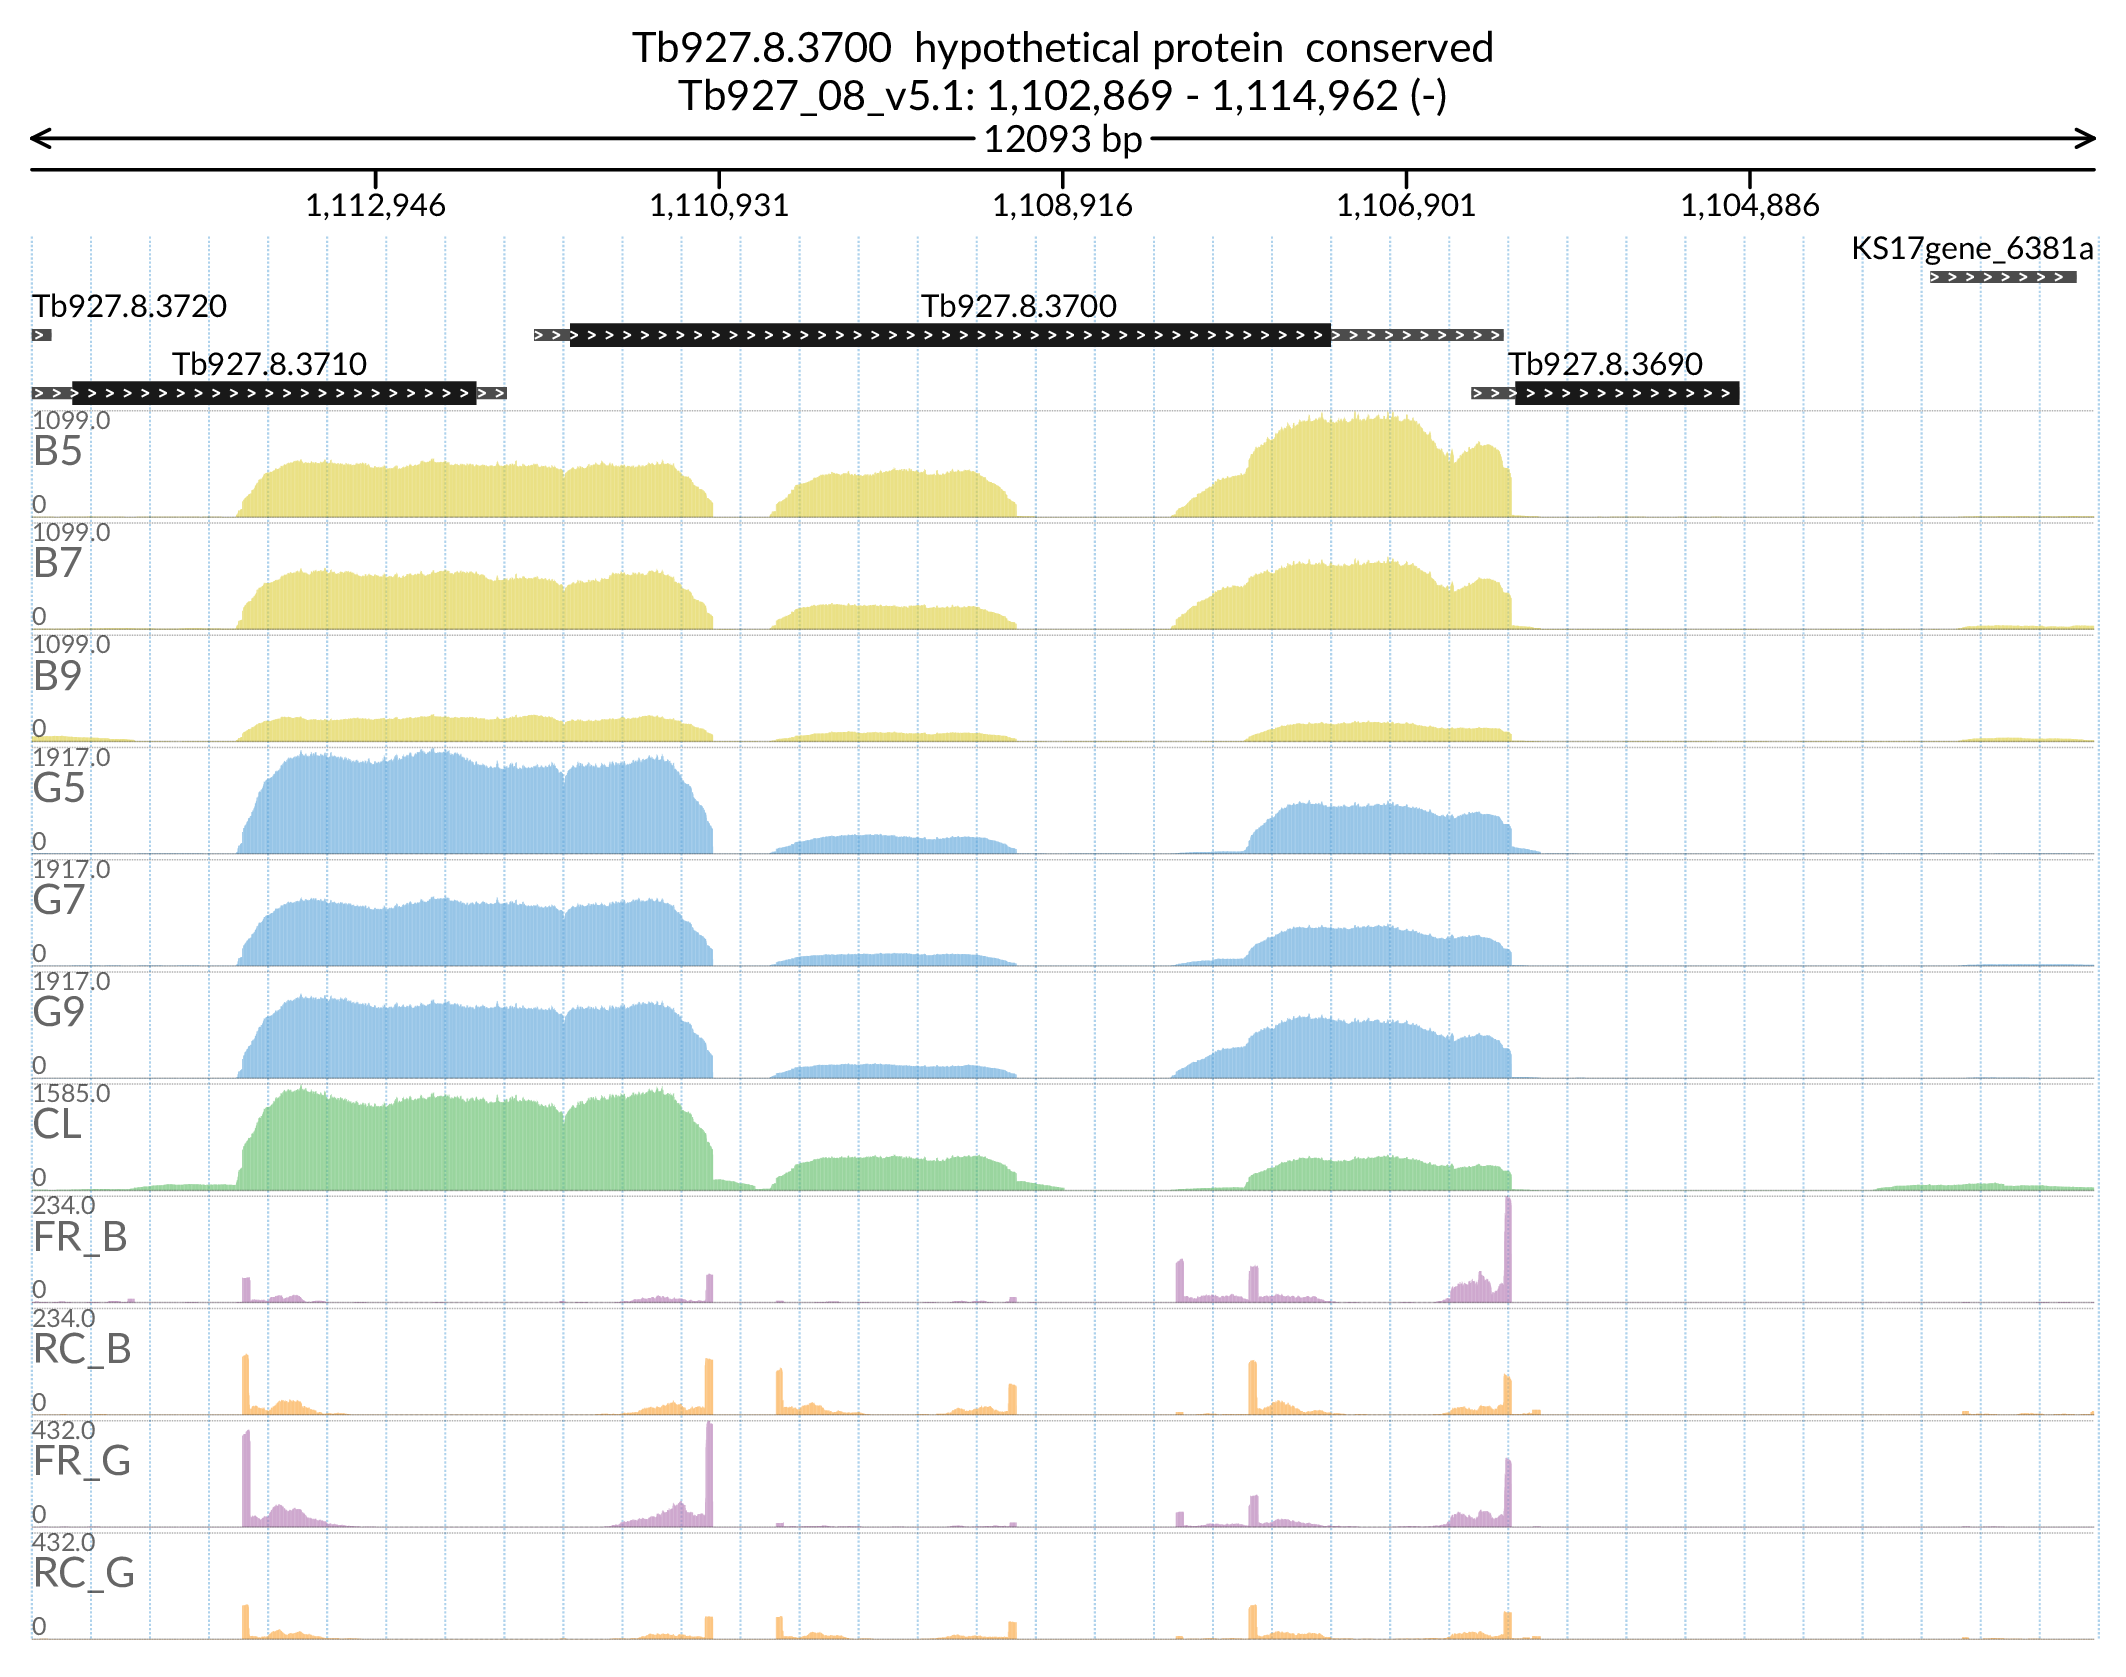 Tb927.8.3700 hypothetical protein conserved
Tb927_08_v5.1: 1,102,869 - 1,114,962 (-)
12093 bp
1,112,946 1,110,931 1,108,916 1,106,901 1,104,886
KS17gene_6381a
Tb927.8.3720 Tb927.8.3700
Tb927.8.3710 Tb927.8.3690
1099.0
B5
0
1099.0
B7
0
1099.0
B9
0
1917.0
G5
0
1917.0
G7
0
1917.0
G9
0
1585.0
CL
0
234.0
FR_B
0
234.0
RC_B
0
432.0
FR_G
0
432.0
RC_G
0